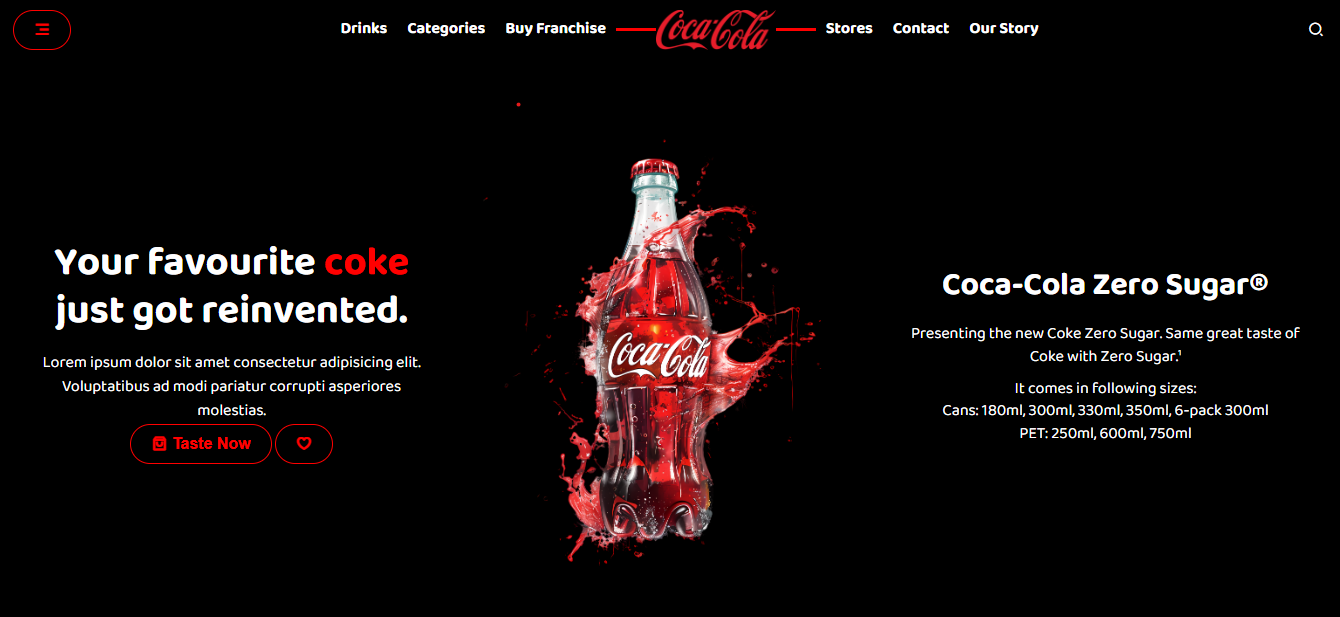 Drinks Categories Buy Franchise Coca-Cola Stores Contact Our Story
Your favourite coke
just got reinvented.
Lorem ipsum dolor sit amet consectetur adipisicing elit.
Voluptatibus ad modi pariatur corrupti asperiores
molestias.
Taste Now
Coca-Cola
Coca-Cola Zero Sugar®
Presenting the new Coke Zero Sugar. Same great taste of
Coke with Zero Sugar.¹
It comes in following sizes:
Cans: 180ml, 300ml, 330ml, 350ml, 6-pack 300ml
PET: 250ml, 600ml, 750ml